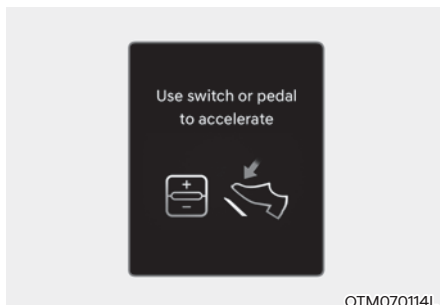 Use switch or pedal
to accelerate
+
−
OTM070114L